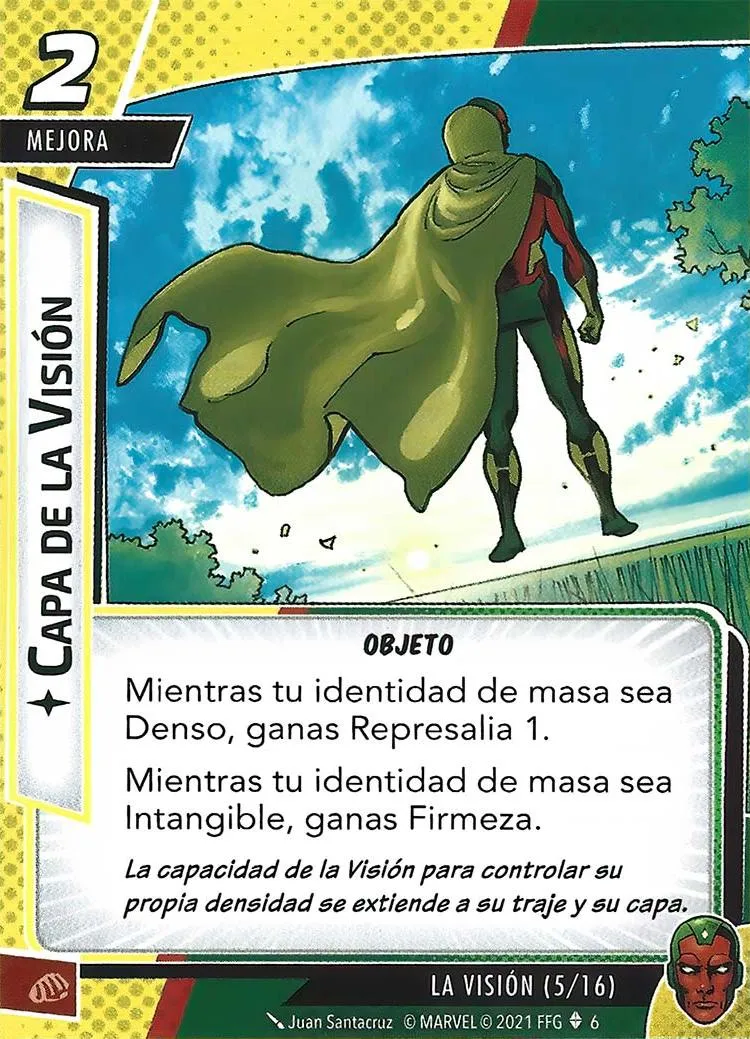 2
MEJORA
CAPA DE LA VISIÓN
OBJETO
Mientras tu identidad de masa sea
Denso, ganas Represalia 1.
Mientras tu identidad de masa sea
Intangible, ganas Firmeza.
La capacidad de la Visión para controlar su
propia densidad se extiende a su traje y su capa.
LA VISIÓN (5/16)
Juan Santacruz © MARVEL © 2021 FFG 6